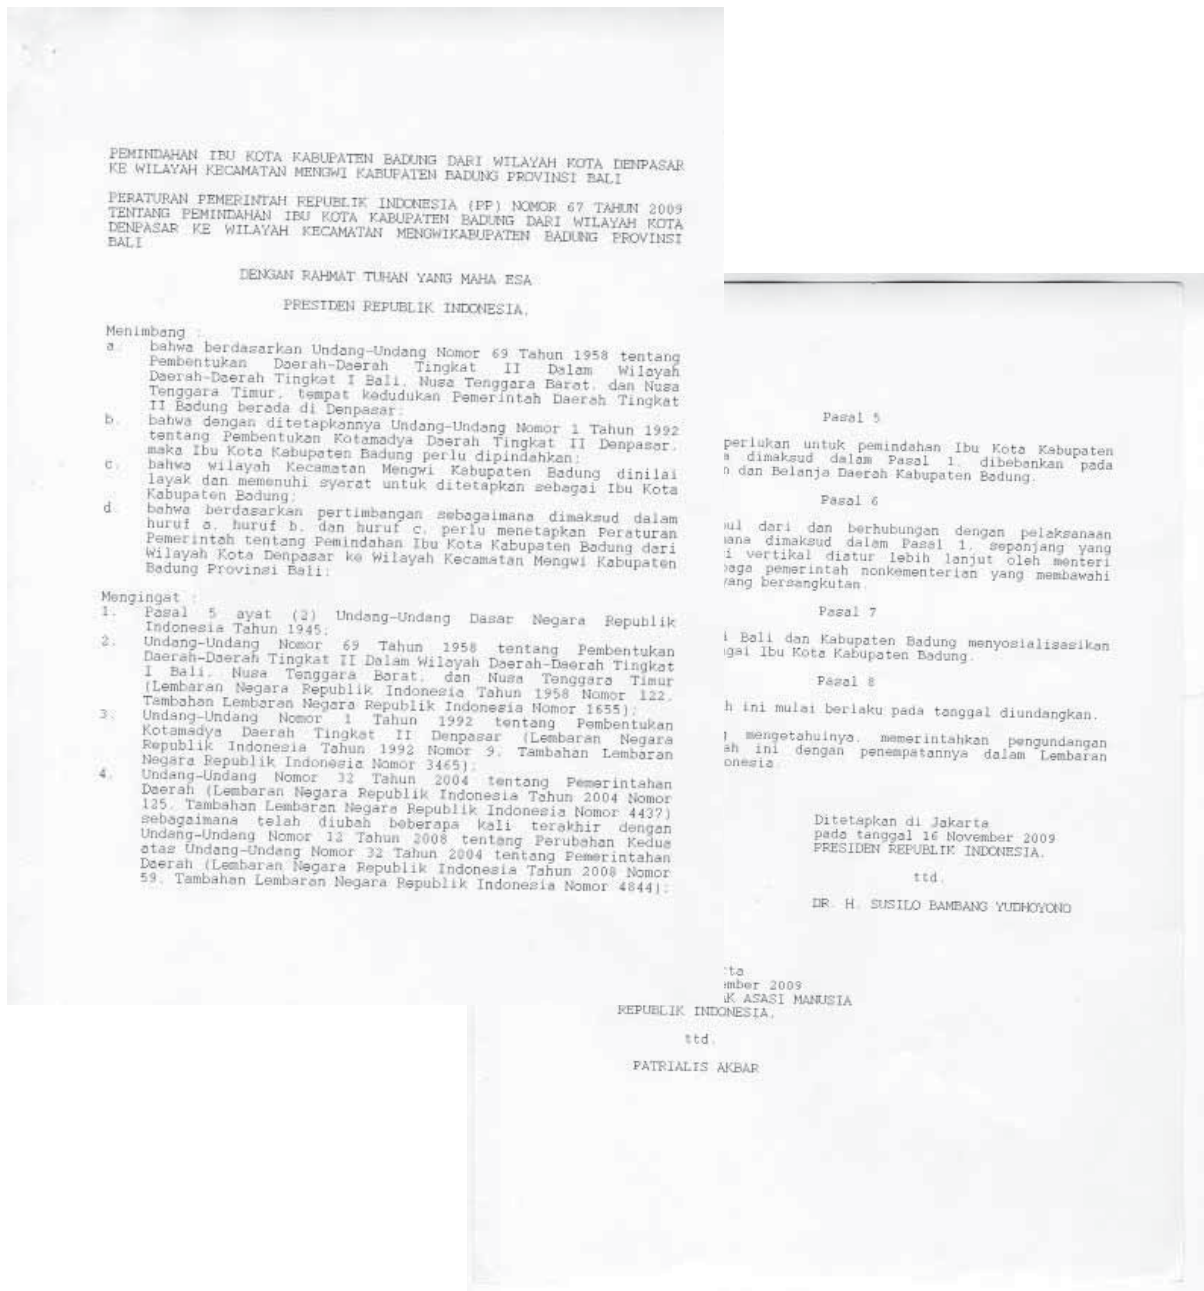 PEMINDAHAN IBU KOTA KABUPATEN BADUNG DARI WILAYAH KOTA DENPASAR
KE WILAYAH KECAMATAN MENGWI KABUPATEN BADUNG PROVINSI BALI
PERATURAN PEMERINTAH REPUBLIK INDONESIA (PP) NOMOR 67 TAHUN 2009
TENTANG PEMINDAHAN IBU KOTA KABUPATEN BADUNG DARI WILAYAH KOTA
DENPASAR KE WILAYAH KECAMATAN MENGWIKABUPATEN BADUNG PROVINSI
BALI
DENGAN RAHMAT TUHAN YANG MAHA ESA
PRESIDEN REPUBLIK INDONESIA,
Menimbang :
a. bahwa berdasarkan Undang-Undang Nomor 69 Tahun 1958 tentang
Pembentukan Daerah-Daerah Tingkat II Dalam Wilayah
Daerah-Daerah Tingkat I Bali, Nusa Tenggara Barat, dan Nusa
Tenggara Timur, tempat kedudukan Pemerintah Daerah Tingkat
II Badung berada di Denpasar;
b. bahwa dengan ditetapkannya Undang-Undang Nomor 1 Tahun 1992
tentang Pembentukan Kotamadya Daerah Tingkat II Denpasar,
maka Ibu Kota Kabupaten Badung perlu dipindahkan;
c. bahwa wilayah Kecamatan Mengwi Kabupaten Badung dinilai
layak dan memenuhi syarat untuk ditetapkan sebagai Ibu Kota
Kabupaten Badung;
d. bahwa berdasarkan pertimbangan sebagaimana dimaksud dalam
huruf a, huruf b, dan huruf c, perlu menetapkan Peraturan
Pemerintah tentang Pemindahan Ibu Kota Kabupaten Badung dari
Wilayah Kota Denpasar ke Wilayah Kecamatan Mengwi Kabupaten
Badung Provinsi Bali;
Mengingat :
1. Pasal 5 ayat (2) Undang-Undang Dasar Negara Republik
Indonesia Tahun 1945;
2. Undang-Undang Nomor 69 Tahun 1958 tentang Pembentukan
Daerah-Daerah Tingkat II Dalam Wilayah Daerah-Daerah Tingkat
I Bali, Nusa Tenggara Barat, dan Nusa Tenggara Timur
(Lembaran Negara Republik Indonesia Tahun 1958 Nomor 122,
Tambahan Lembaran Negara Republik Indonesia Nomor 1655);
3. Undang-Undang Nomor 1 Tahun 1992 tentang Pembentukan
Kotamadya Daerah Tingkat II Denpasar (Lembaran Negara
Republik Indonesia Tahun 1992 Nomor 9, Tambahan Lembaran
Negara Republik Indonesia Nomor 3465);
4. Undang-Undang Nomor 32 Tahun 2004 tentang Pemerintahan
Daerah (Lembaran Negara Republik Indonesia Tahun 2004 Nomor
125, Tambahan Lembaran Negara Republik Indonesia Nomor 4437)
sebagaimana telah diubah beberapa kali terakhir dengan
Undang-Undang Nomor 12 Tahun 2008 tentang Perubahan Kedua
atas Undang-Undang Nomor 32 Tahun 2004 tentang Pemerintahan
Daerah (Lembaran Negara Republik Indonesia Tahun 2008 Nomor
59, Tambahan Lembaran Negara Republik Indonesia Nomor 4844);
Pasal 5
perlukan untuk pemindahan Ibu Kota Kabupaten
dimaksud dalam Pasal 1, dibebankan pada
dan Belanja Daerah Kabupaten Badung.
Pasal 6
ul dari dan berhubungan dengan pelaksanaan
ana dimaksud dalam Pasal 1, sepanjang yang
i vertikal diatur lebih lanjut oleh menteri
aga pemerintah nonkementerian yang membawahi
ang bersangkutan.
Pasal 7
i Bali dan Kabupaten Badung menyosialisasikan
gai Ibu Kota Kabupaten Badung.
Pasal 8
h ini mulai berlaku pada tanggal diundangkan.
mengetahuinya, memerintahkan pengundangan
ah ini dengan penempatannya dalam Lembaran
onesia.
Ditetapkan di Jakarta
pada tanggal 16 November 2009
PRESIDEN REPUBLIK INDONESIA,
ttd.
DR. H. SUSILO BAMBANG YUDHOYONO
ta
mber 2009
AK ASASI MANUSIA
REPUBLIK INDONESIA,
ttd.
PATRIALIS AKBAR